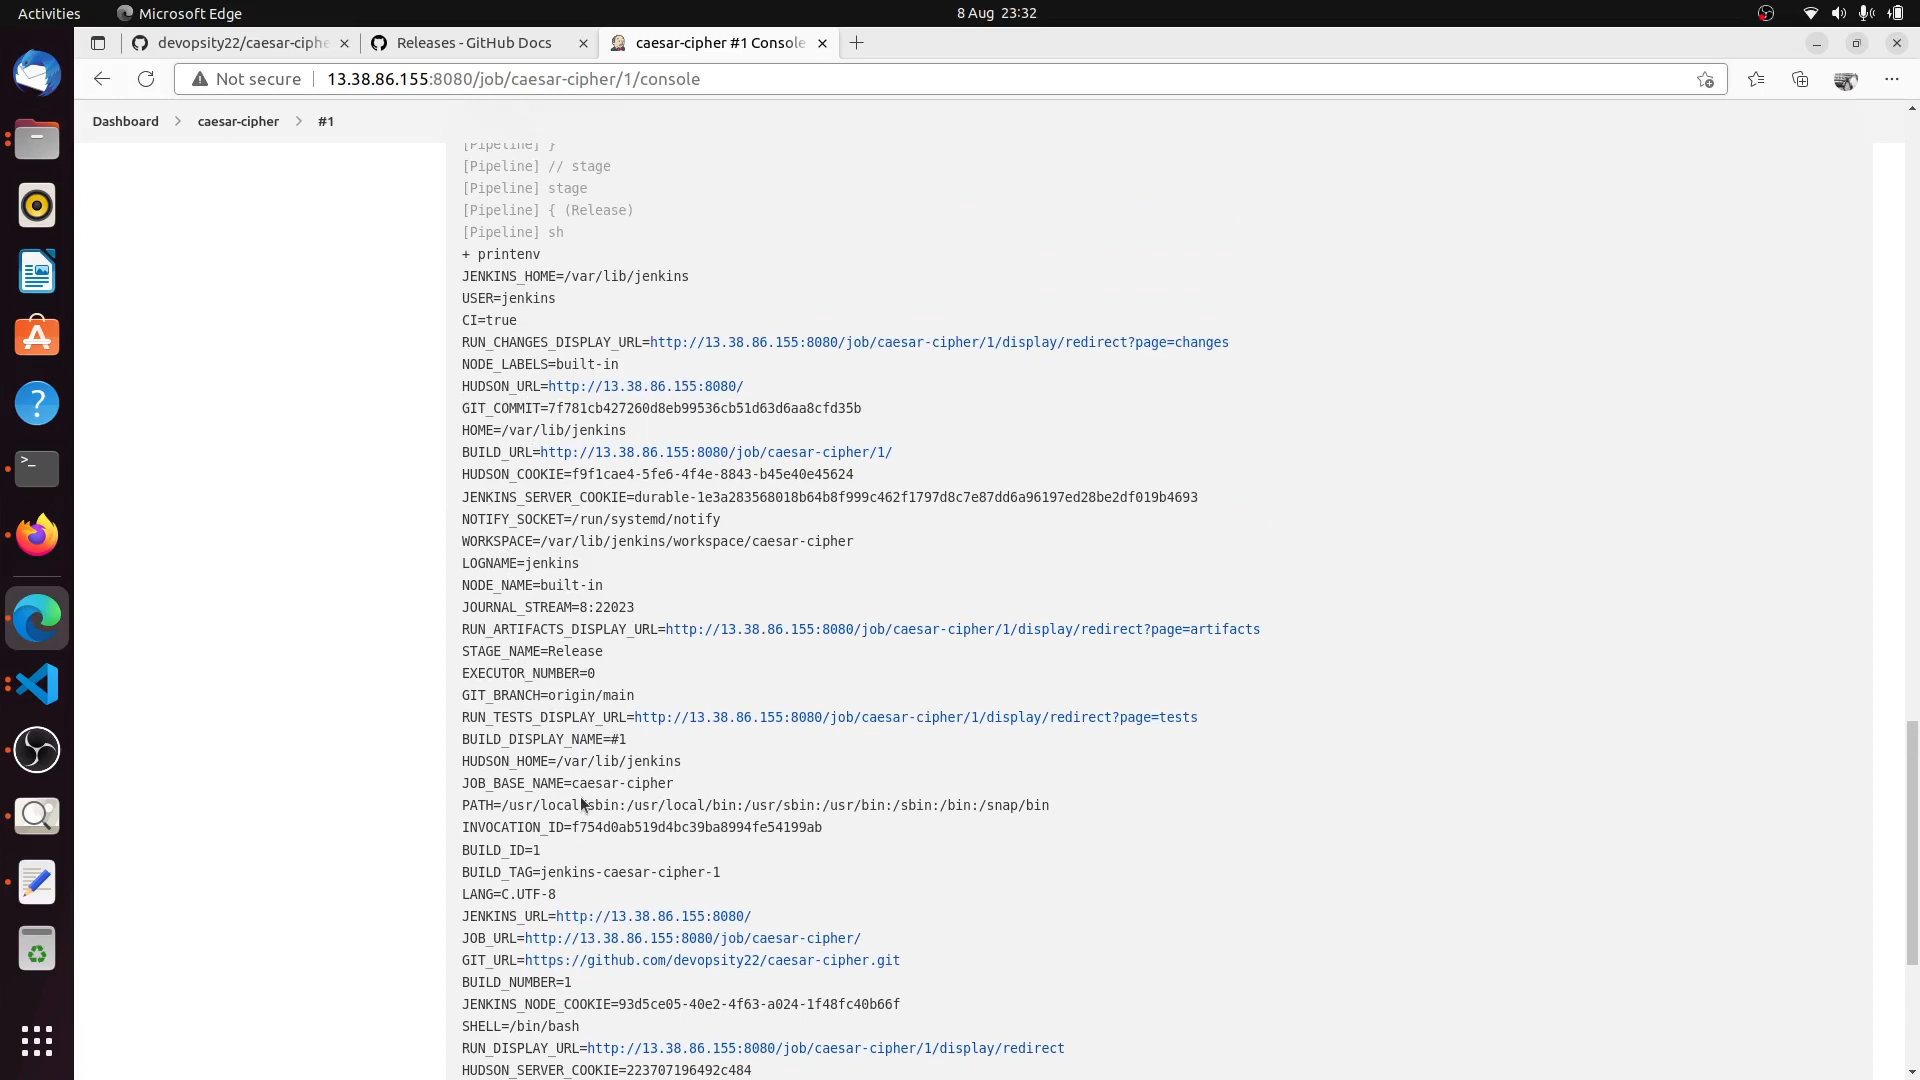 Activities
Microsoft Edge
8 Aug 23:32
devopsity22/caesar-ciphe
Releases - GitHub Docs
caesar-cipher #1 Console
Not secure
13.38.86.155:8080/job/caesar-cipher/1/console
Dashboard
caesar-cipher
#1
[Pipeline] }
[Pipeline] // stage
[Pipeline] stage
[Pipeline] { (Release)
[Pipeline] sh
+ printenv
JENKINS_HOME=/var/lib/jenkins
USER=jenkins
CI=true
RUN_CHANGES_DISPLAY_URL=http://13.38.86.155:8080/job/caesar-cipher/1/display/redirect?page=changes
NODE_LABELS=built-in
HUDSON_URL=http://13.38.86.155:8080/
GIT_COMMIT=7f781cb427260d8eb99536cb51d63d6aa8cfd35b
HOME=/var/lib/jenkins
BUILD_URL=http://13.38.86.155:8080/job/caesar-cipher/1/
HUDSON_COOKIE=f9f1cae4-5fe6-4f4e-8843-b45e40e45624
JENKINS_SERVER_COOKIE=durable-1e3a283568018b64b8f999c462f1797d8c7e87dd6a96197ed28be2df019b4693
NOTIFY_SOCKET=/run/systemd/notify
WORKSPACE=/var/lib/jenkins/workspace/caesar-cipher
LOGNAME=jenkins
NODE_NAME=built-in
JOURNAL_STREAM=8:22023
RUN_ARTIFACTS_DISPLAY_URL=http://13.38.86.155:8080/job/caesar-cipher/1/display/redirect?page=artifacts
STAGE_NAME=Release
EXECUTOR_NUMBER=0
GIT_BRANCH=origin/main
RUN_TESTS_DISPLAY_URL=http://13.38.86.155:8080/job/caesar-cipher/1/display/redirect?page=tests
BUILD_DISPLAY_NAME=#1
HUDSON_HOME=/var/lib/jenkins
JOB_BASE_NAME=caesar-cipher
PATH=/usr/local/sbin:/usr/local/bin:/usr/sbin:/usr/bin:/sbin:/bin:/snap/bin
INVOCATION_ID=f754d0ab519d4bc39ba8994fe54199ab
BUILD_ID=1
BUILD_TAG=jenkins-caesar-cipher-1
LANG=C.UTF-8
JENKINS_URL=http://13.38.86.155:8080/
JOB_URL=http://13.38.86.155:8080/job/caesar-cipher/
GIT_URL=https://github.com/devopsity22/caesar-cipher.git
BUILD_NUMBER=1
JENKINS_NODE_COOKIE=93d5ce05-40e2-4f63-a024-1f48fc40b66f
SHELL=/bin/bash
RUN_DISPLAY_URL=http://13.38.86.155:8080/job/caesar-cipher/1/display/redirect
HUDSON_SERVER_COOKIE=223707196492c484